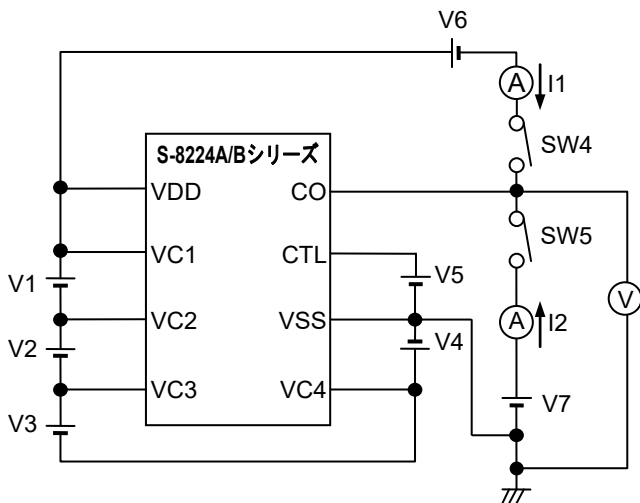 V6
A I1
S-8224A/Bシリーズ
SW4
VDD CO
VC1 CTL SW5
V1 V5
V
VC2 VSS A I2
V2 V4
VC3 VC4 V7
V3